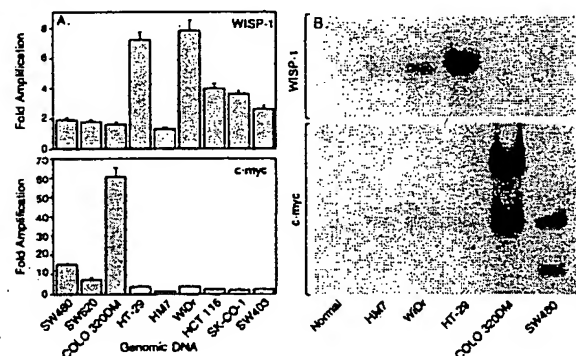 A.
WISP-1
Fold Amplification
8
6
4
2
0
c-myc
Fold Amplification
70
60
50
40
30
20
10
0
SW480
SW620
COLO 320DM
HT-29
HM7
WiDr
HCT 116
SK-CO-1
SW403
Genomic DNA
B.
WISP-1
c-myc
Normal
HM7
WiDr
HT-29
COLO 320DM
SW480